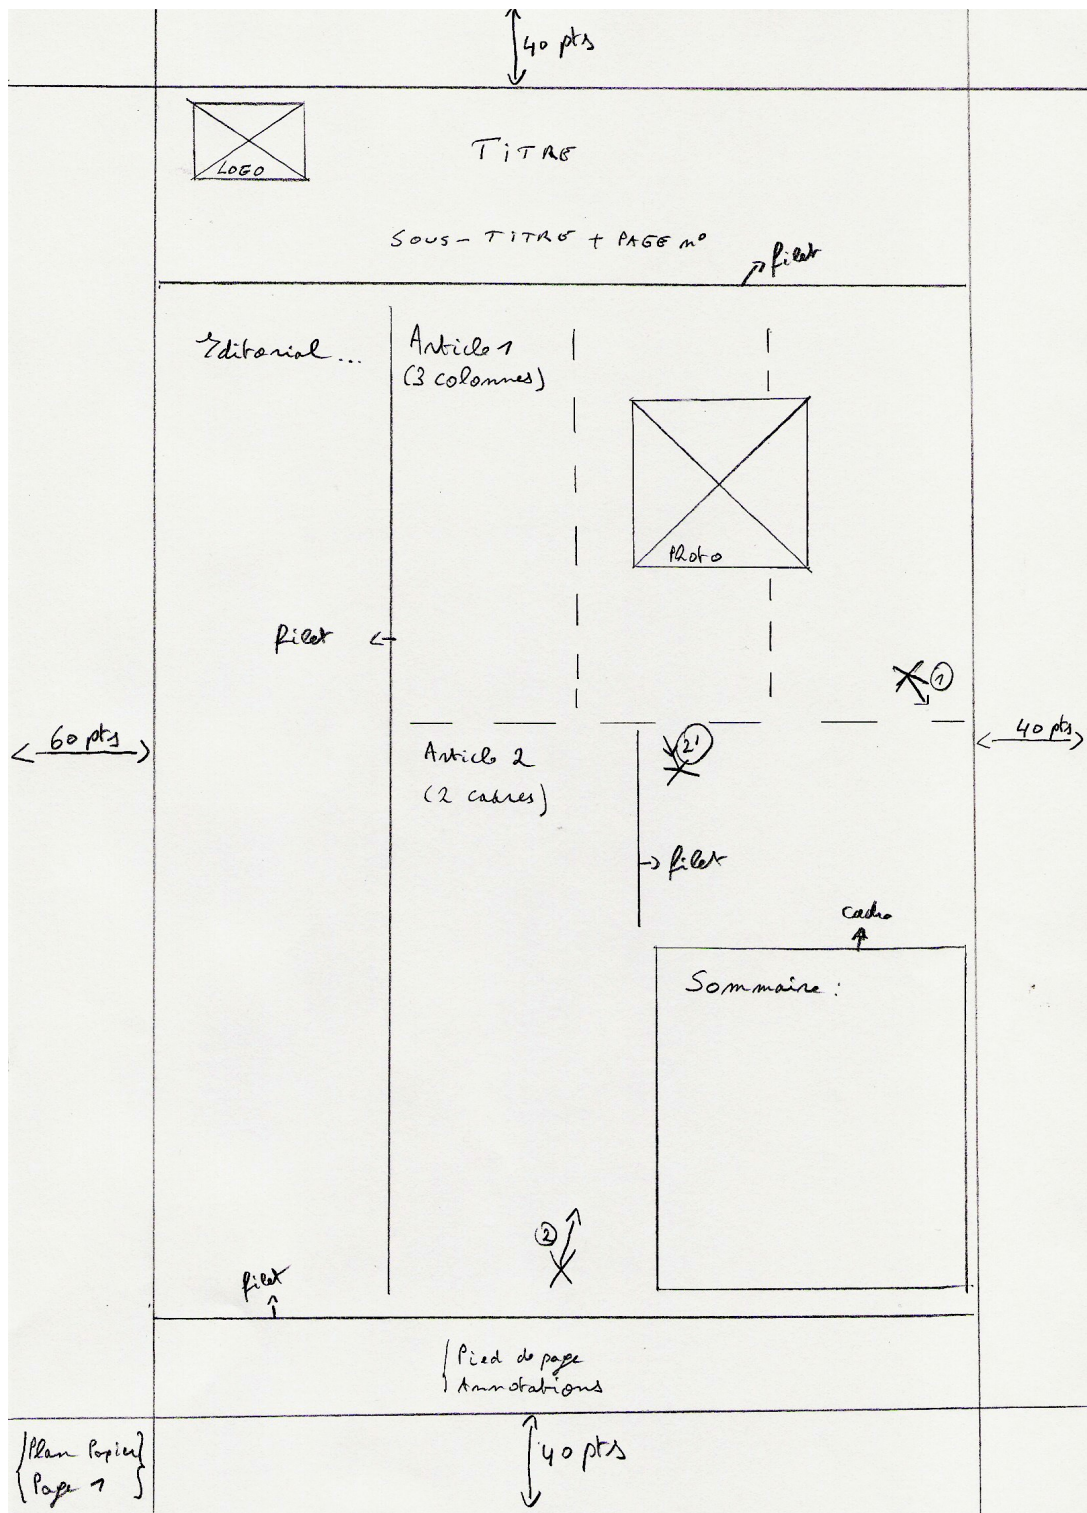 40 pts
LOGO
TiTRE
SOUS-TiTRE + PAGE n°
filet
Editorial...
Article 1
(3 colonnes)
PhoTo
filet
1
60 pts
40 pts
Article 2
2'
(2 cadres)
filet
cadre
Sommaire :
2
filet
Pied de page
Annotations
Plan Papier
Page 1
40 pts